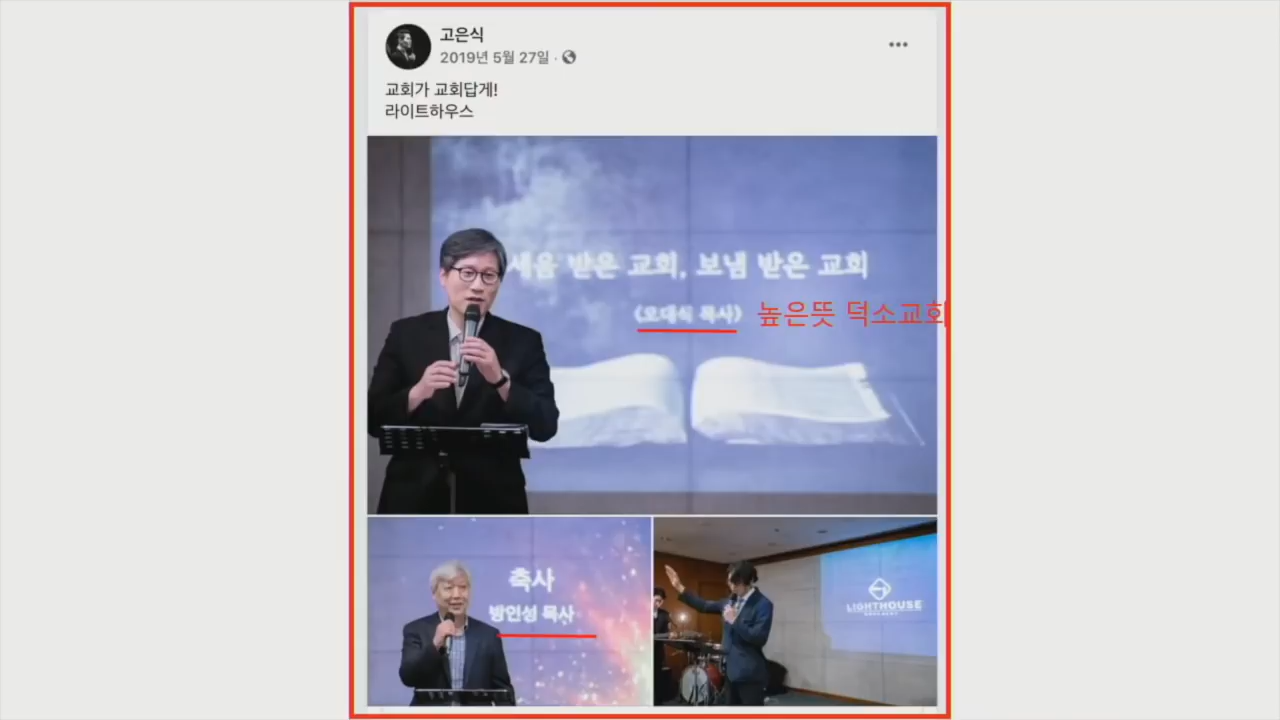 고은식
2019년 5월 27일 ·
교회가 교회답게!
라이트하우스
세움 받은 교회, 보냄 받은 교회
《오대식 목사》 높은뜻 덕소교회
축사
방인성 목사
LIGHTHOUSE